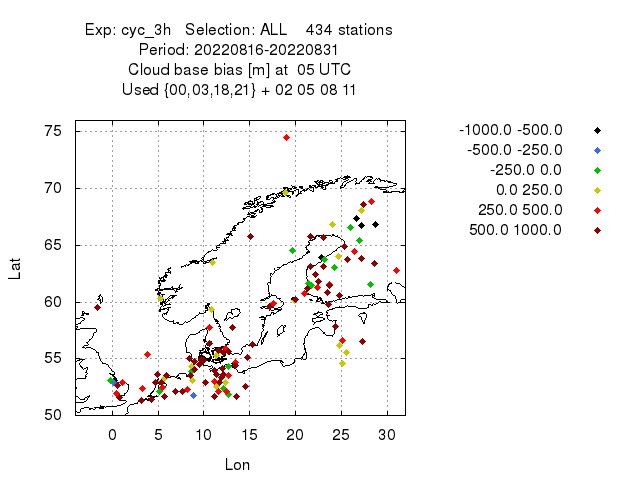 Exp: cyc_3h   Selection: ALL    434 stations
Period: 20220816-20220831
Cloud base bias [m] at  05 UTC
Used {00,03,18,21} + 02 05 08 11
-1000.0 -500.0
-500.0 -250.0
-250.0 0.0
0.0 250.0
250.0 500.0
500.0 1000.0
75
70
65
60
55
50
Lat
0 5 10 15 20 25 30
Lon